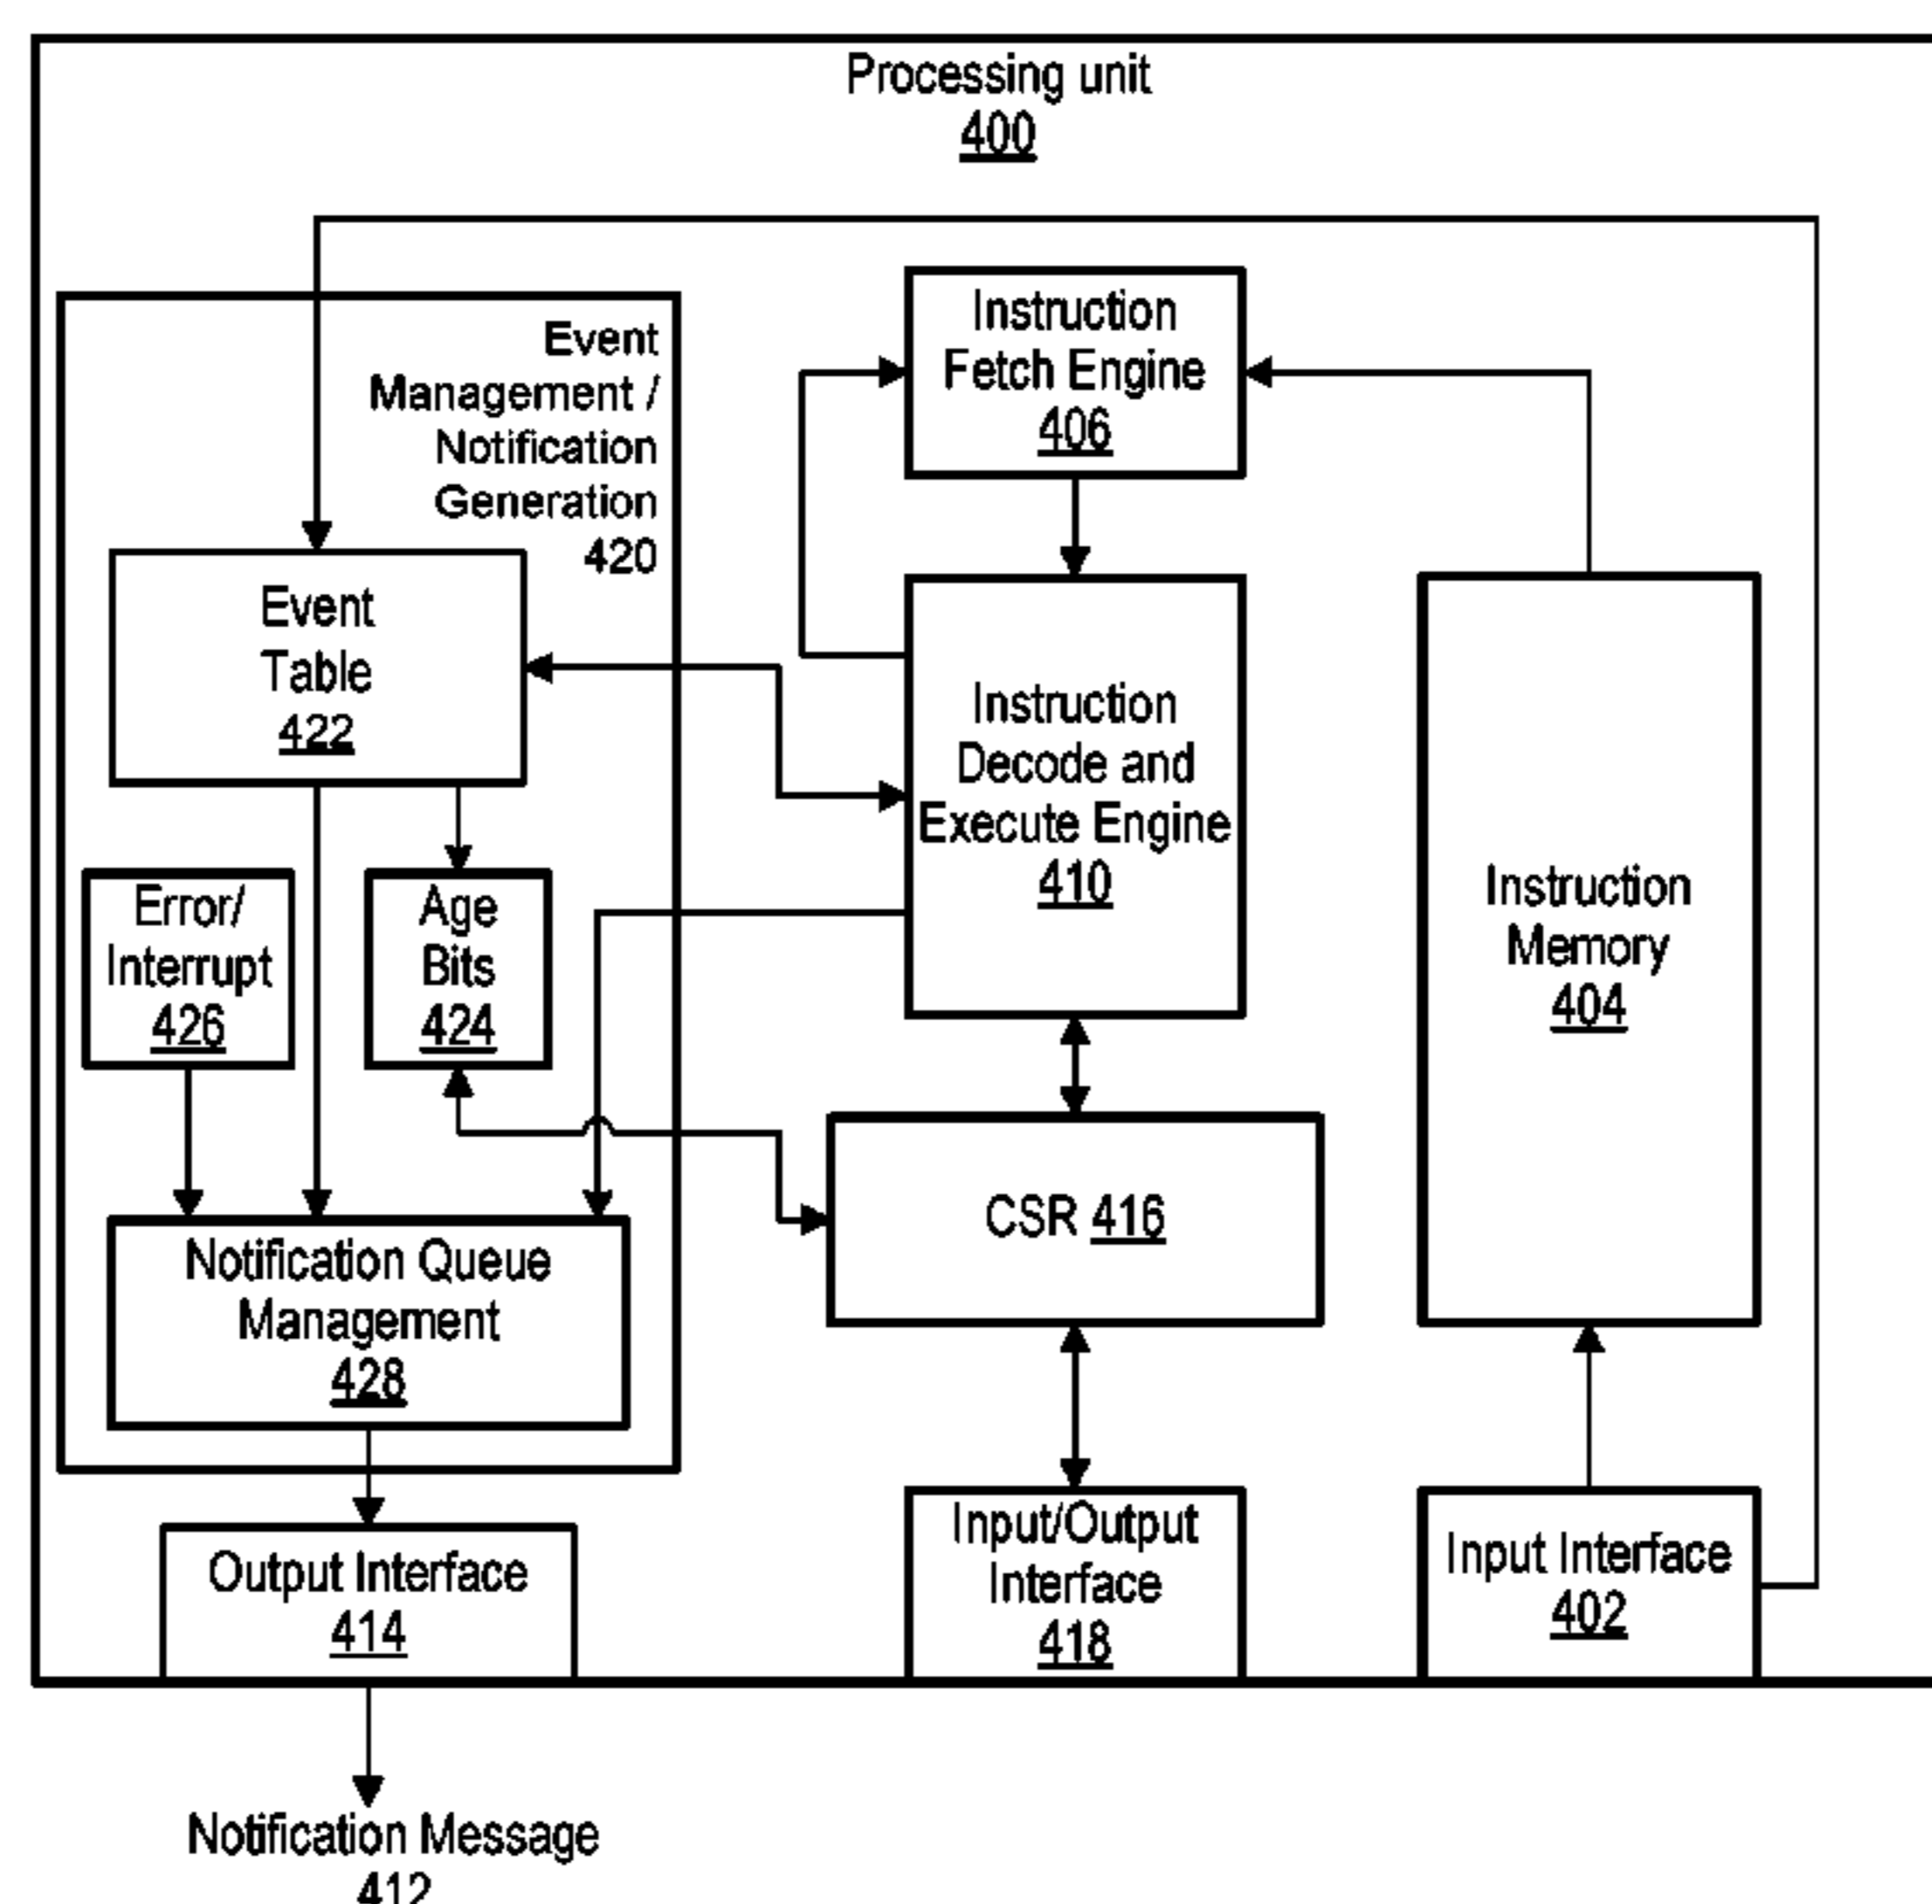 Processing unit
400
Event
Management /
Notification
Generation
420
Instruction
Fetch Engine
406
Event
Table
422
Instruction
Decode and
Execute Engine
410
Instruction
Memory
404
Error/
Interrupt
426
Age
Bits
424
CSR 416
Notification Queue
Management
428
Output Interface
414
Input/Output
Interface
418
Input Interface
402
Notification Message
412